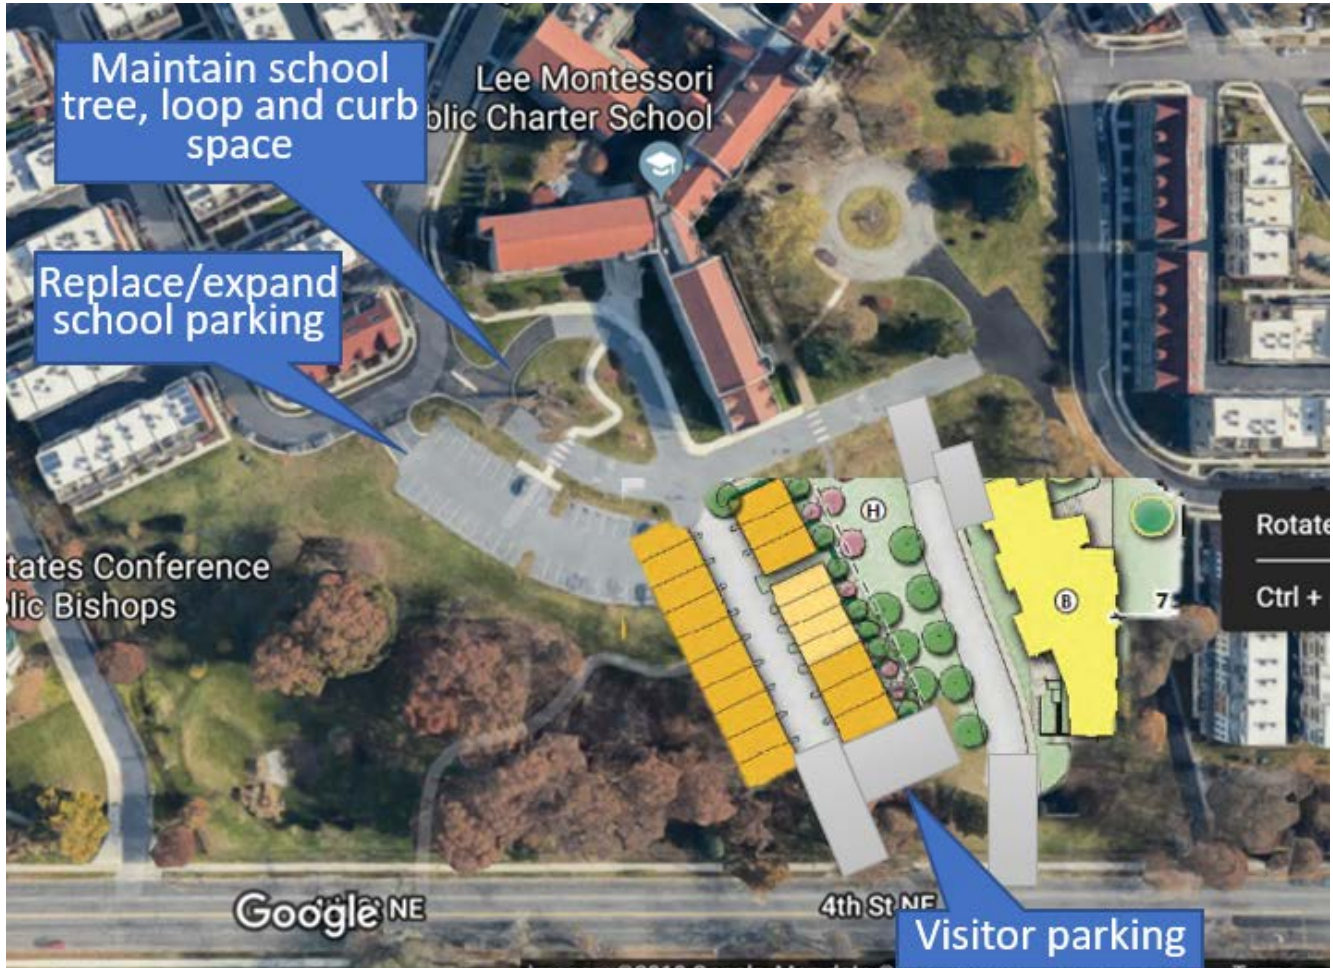 Maintain school
tree, loop and curb
space
Lee Montessori
blic Charter School
Replace/expand
school parking
tates Conference
lic Bishops
H
B
7
Rotate
Ctrl +
Google
NE
4th St NE
Visitor parking